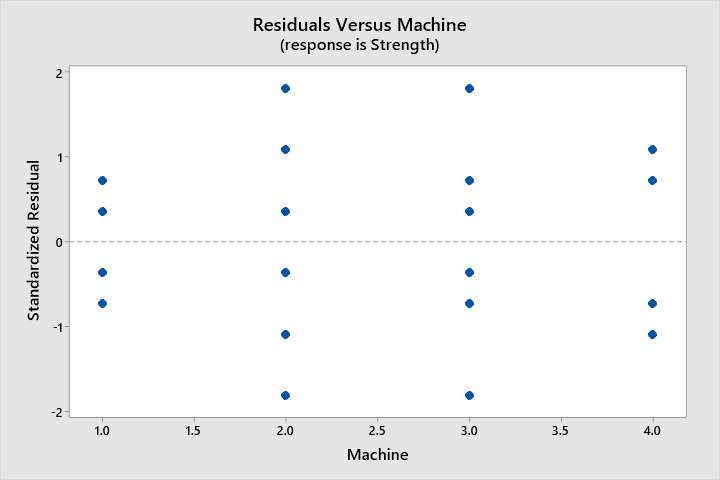 Residuals Versus Machine
(response is Strength)
2
1
0
-1
-2
Standardized Residual
1.0 1.5 2.0 2.5 3.0 3.5 4.0
Machine